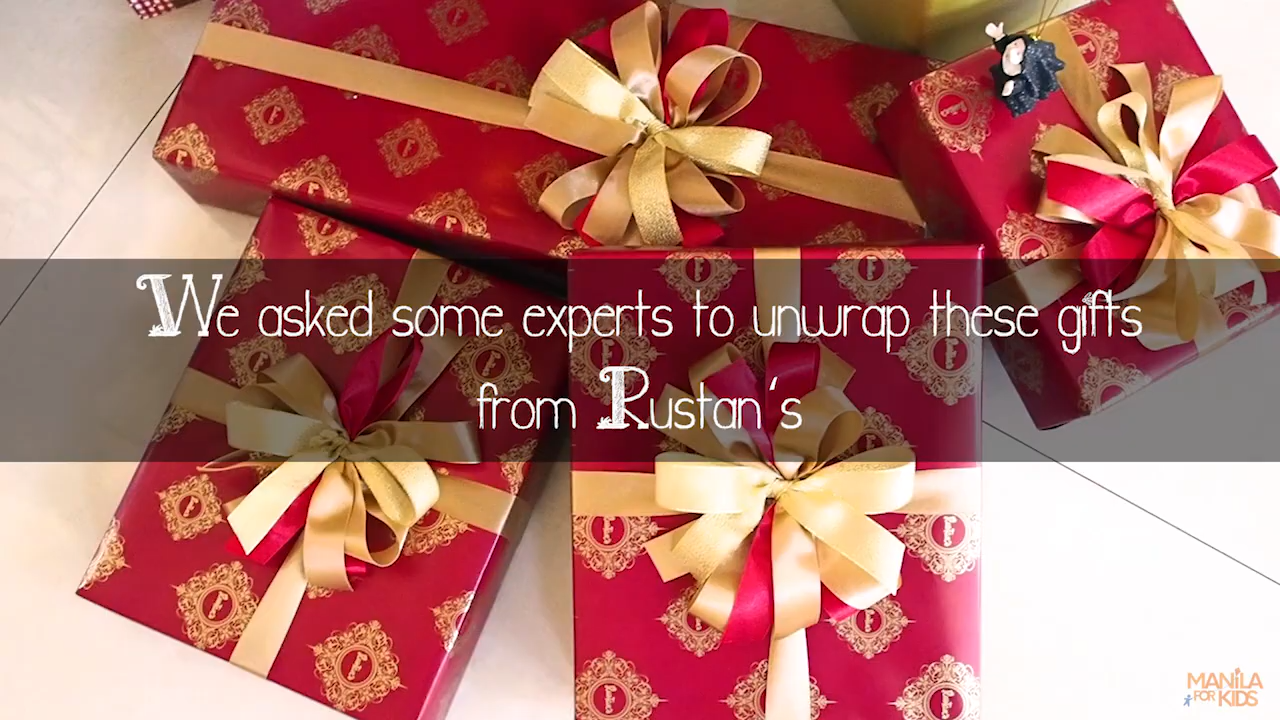 We asked some experts to unwrap these gifts
from Rustan's
MANILA
FOR KIDS